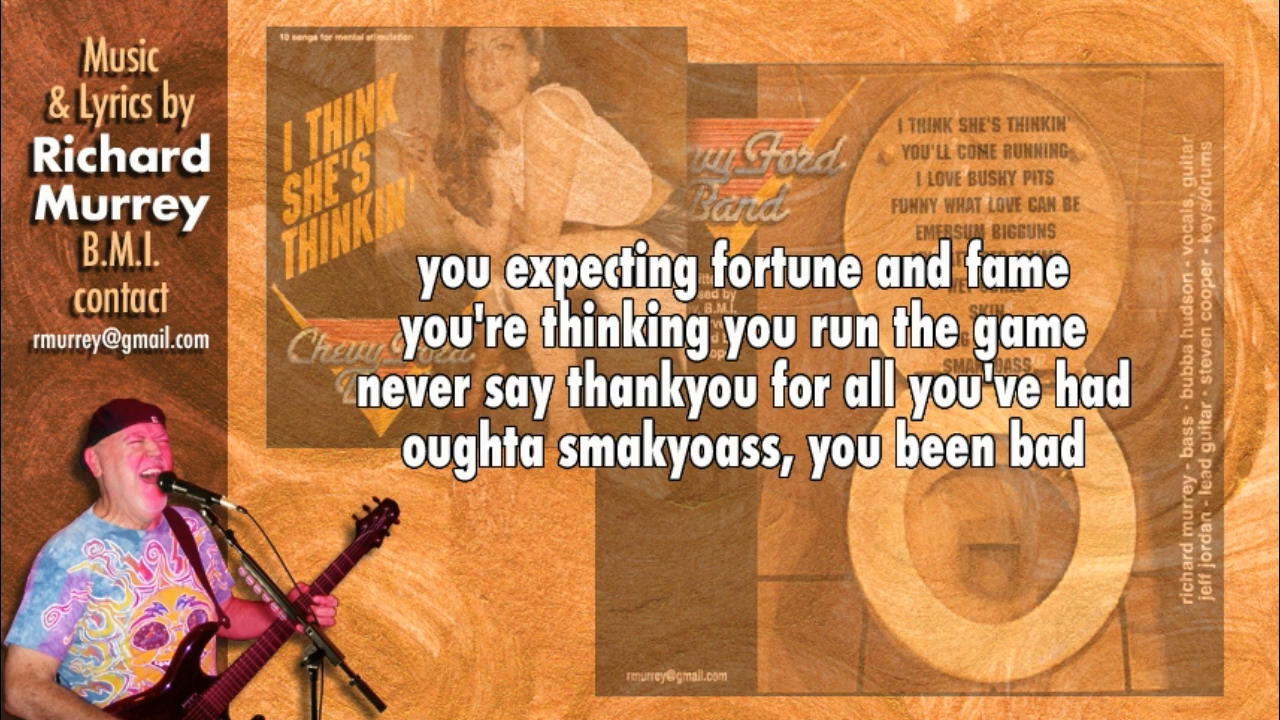 Music
& Lyrics by
Richard
Murrey
B.M.I.
contact
rmurrey@gmail.com
10 songs for mental stimulation
I THINK
SHE'S
THINKIN'
Chevy Ford
Ford
Band
I THINK SHE'S THINKIN'
YOU'LL COME RUNNING
I LOVE BUSHY PITS
FUNNY WHAT LOVE CAN BE
EMERSUM BIGGUNS
SKIN
SMAKYOASS
you expecting fortune and fame
you're thinking you run the game
never say thankyou for all you've had
oughta smakyoass, you been bad
richard murrey - bass · bubba hudson - vocals, guitar
jeff jordan - lead guitar · steven cooper - keys/drums
rmurrey@gmail.com